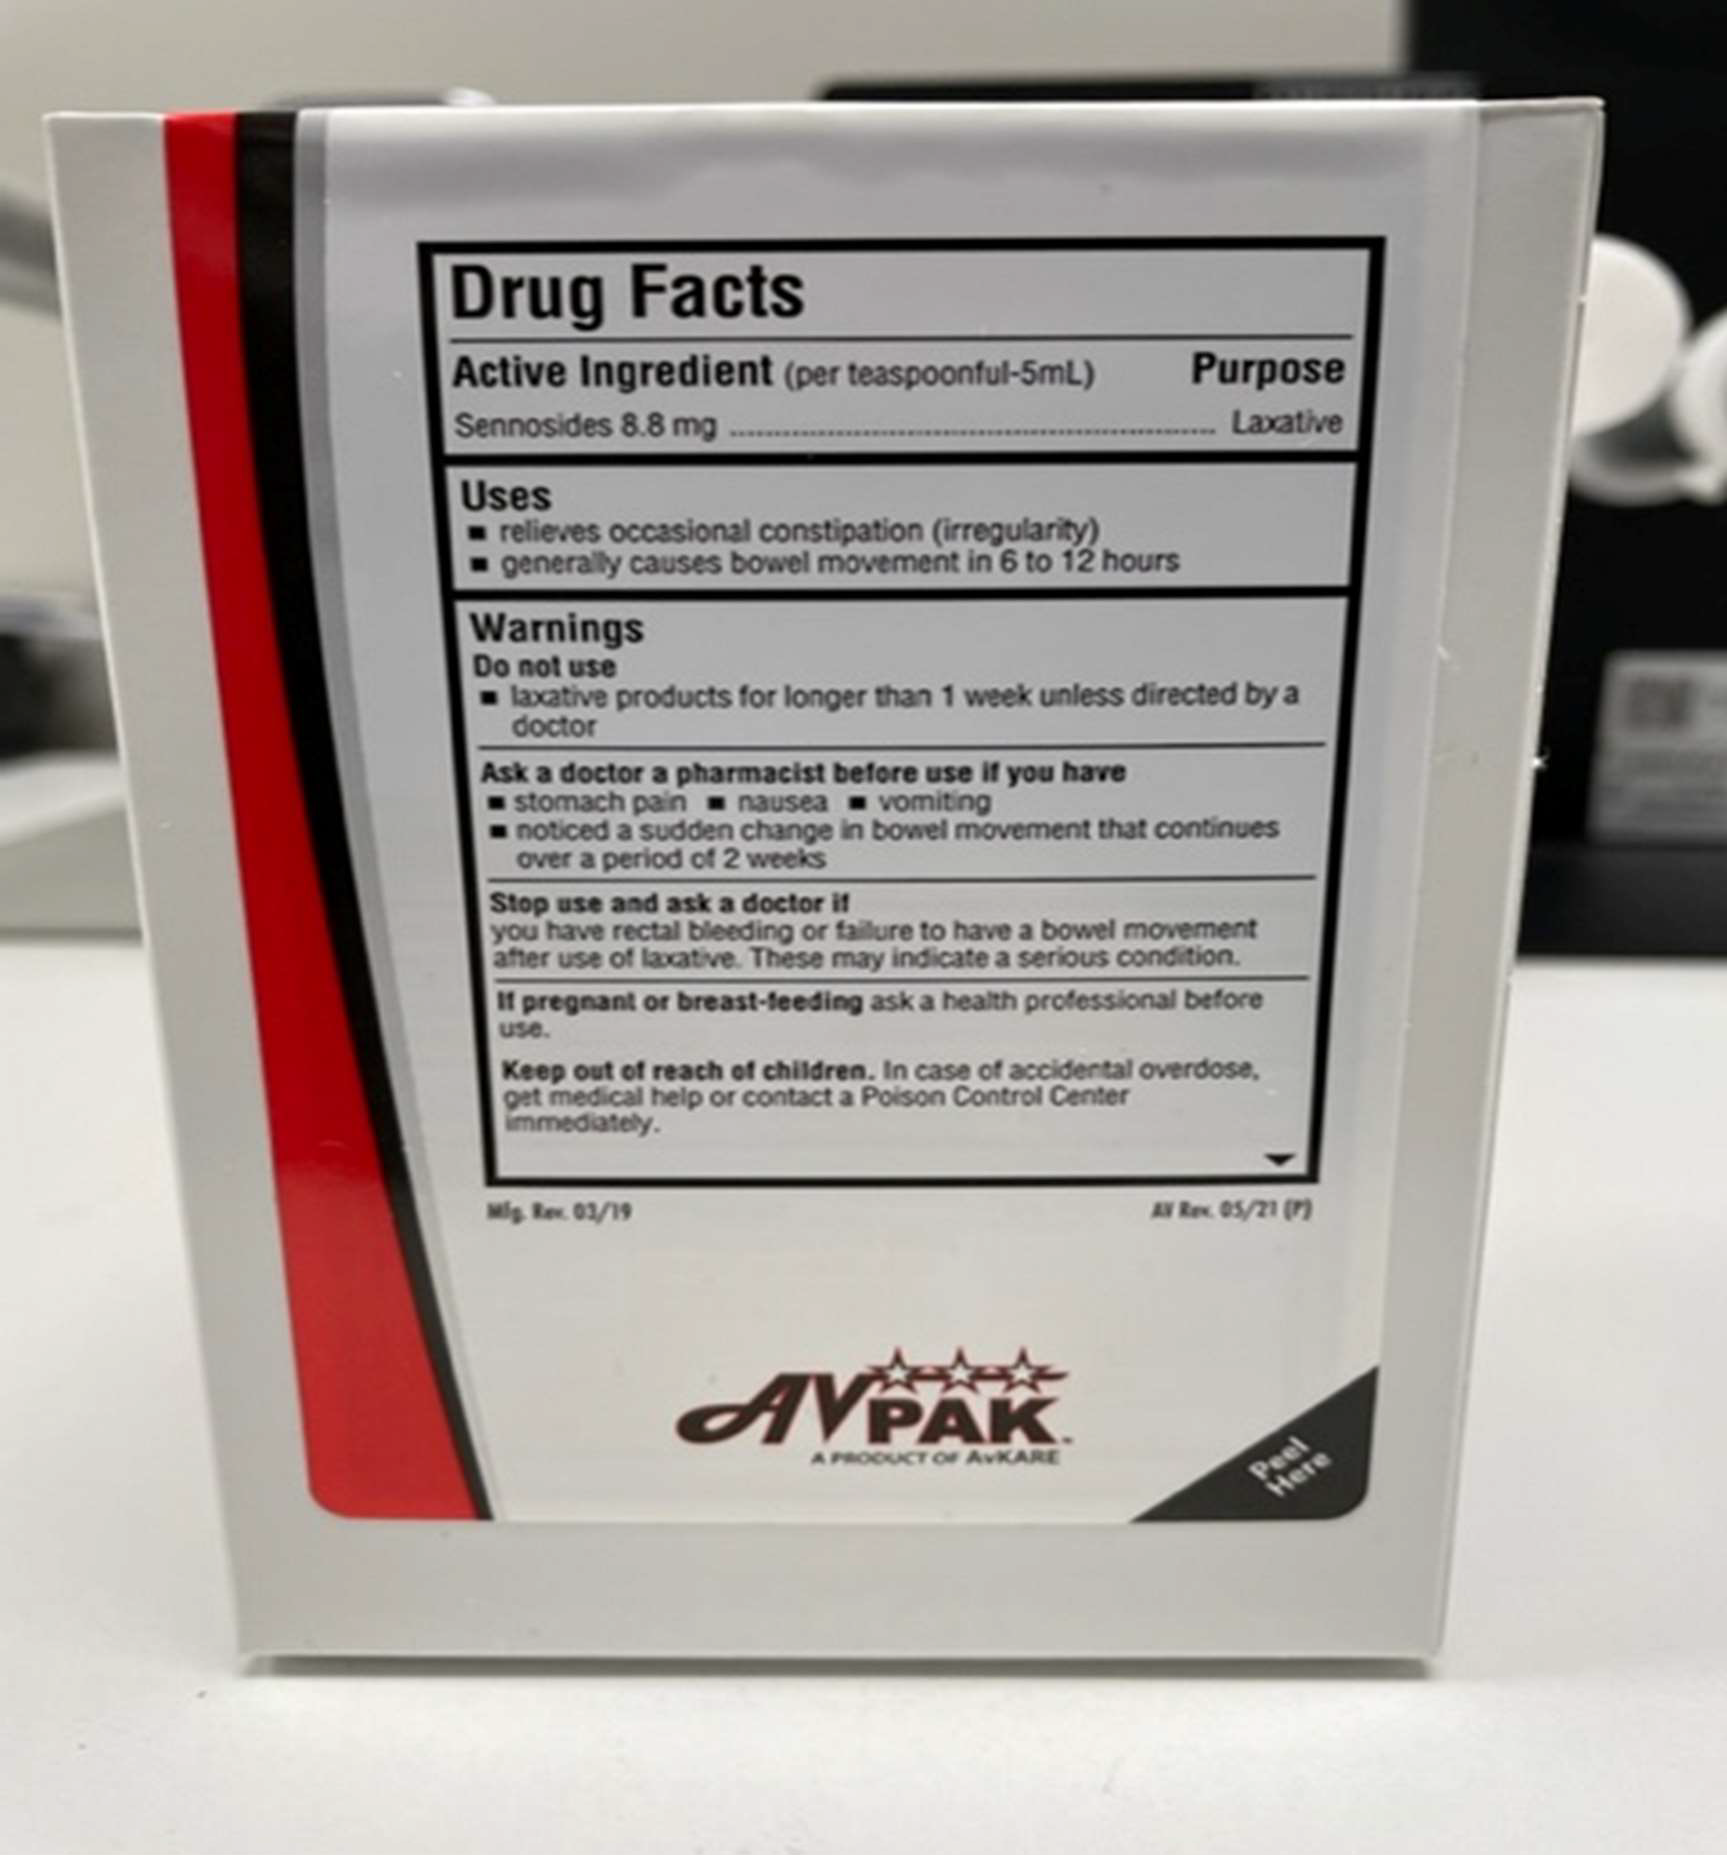 Drug Facts
Active Ingredient (per teaspoonful-5mL) Purpose
Sennosides 8.8 mg ........................................................ Laxative
Uses
▪ relieves occasional constipation (irregularity)
▪ generally causes bowel movement in 6 to 12 hours
Warnings
Do not use
▪ laxative products for longer than 1 week unless directed by a
doctor
Ask a doctor a pharmacist before use if you have
▪ stomach pain ▪ nausea ▪ vomiting
▪ noticed a sudden change in bowel movement that continues
over a period of 2 weeks
Stop use and ask a doctor if
you have rectal bleeding or failure to have a bowel movement
after use of laxative. These may indicate a serious condition.
If pregnant or breast-feeding ask a health professional before
use.
Keep out of reach of children. In case of accidental overdose,
get medical help or contact a Poison Control Center
immediately.
Mfg. Rev. 03/19 AV Rev. 05/21 (P)
AVPAK™
A PRODUCT OF AvKARE
Peel
Here